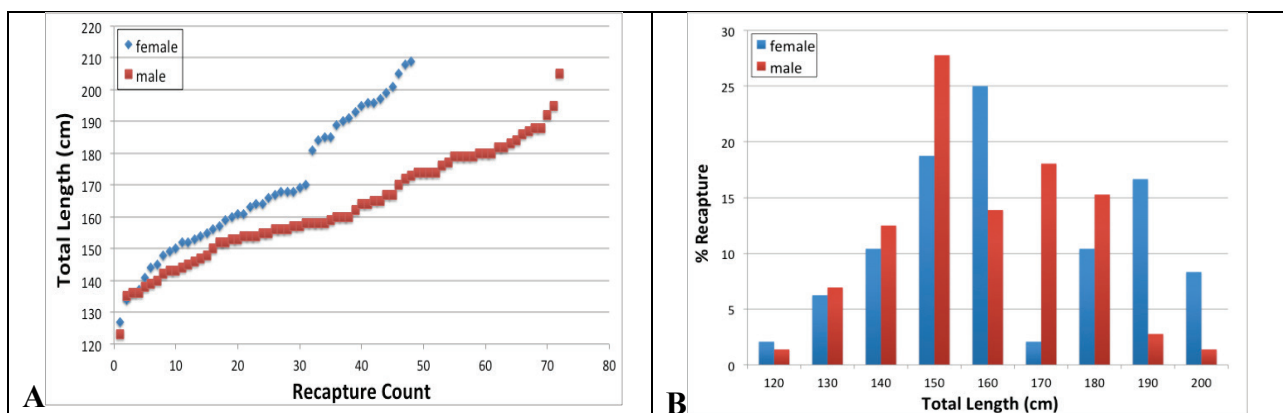 220
210
200
190
180
170
160
150
140
130
120
Total Length (cm)
female
male
0 10 20 30 40 50 60 70 80
Recapture Count
A
30
25
20
15
10
5
0
% Recapture
female
male
120 130 140 150 160 170 180 190 200
Total Length (cm)
B